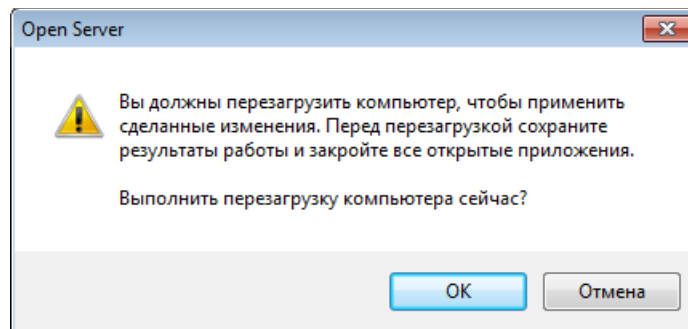 Open Server
Вы должны перезагрузить компьютер, чтобы применить
сделанные изменения. Перед перезагрузкой сохраните
результаты работы и закройте все открытые приложения.
Выполнить перезагрузку компьютера сейчас?
OK
Отмена